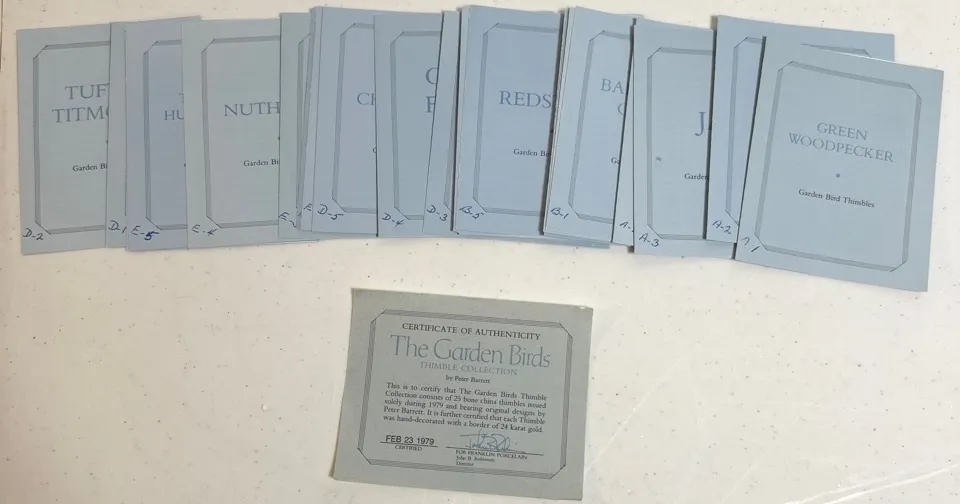 TUF
TITM
Garden Bi
D-2
D-1
HU
E-5
NUTH
Garden Bi
E-4
D-5
D-4
D-3
REDS
Garden Bi
B-5
BA
B-1
J
Garden
A-3
A-2
GREEN
WOODPECKER
Garden Bird Thimbles
A-1
CERTIFICATE OF AUTHENTICITY
The Garden Birds
THIMBLE COLLECTION
by Peter Barrett
This is to certify that The Garden Birds Thimble
Collection consists of 25 bone china thimbles issued
solely during 1979 and bearing original designs by
Peter Barrett. It is further certified that each Thimble
was hand-decorated with a border of 24 karat gold.
FEB 23 1979
CERTIFIED
FOR FRANKLIN PORCELAIN
John B.
Director